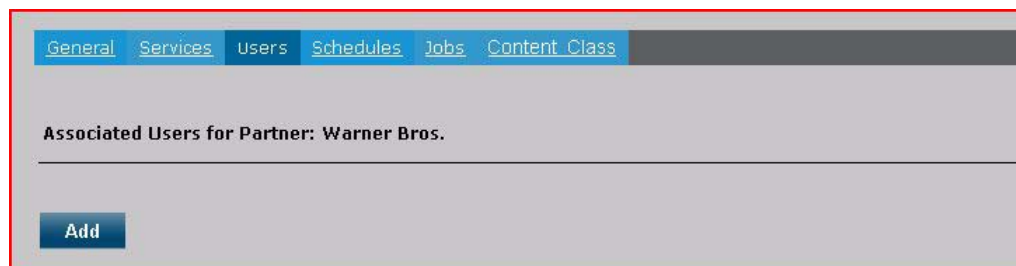 General Services Users Schedules Jobs Content Class
Associated Users for Partner: Warner Bros.
Add